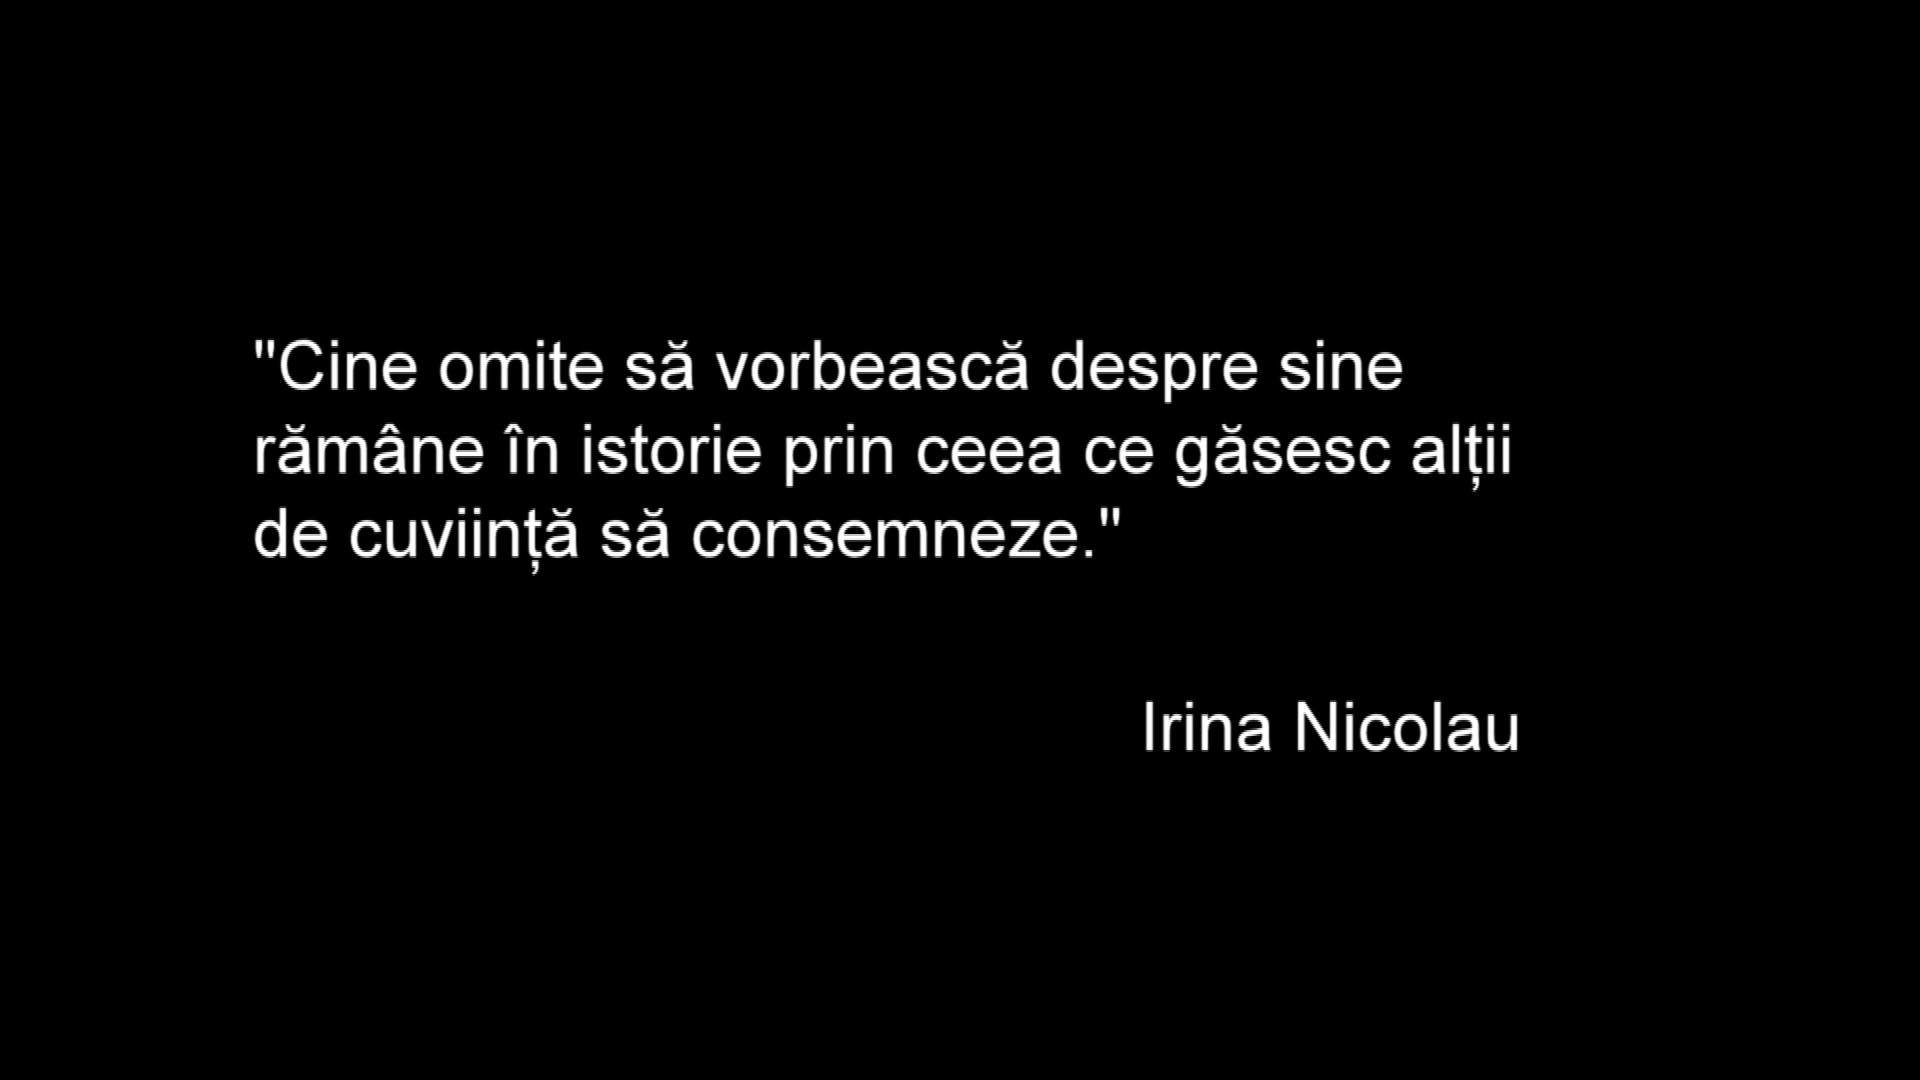 "Cine omite să vorbească despre sine
rămâne în istorie prin ceea ce găsesc alții
de cuviință să consemneze."
Irina Nicolau